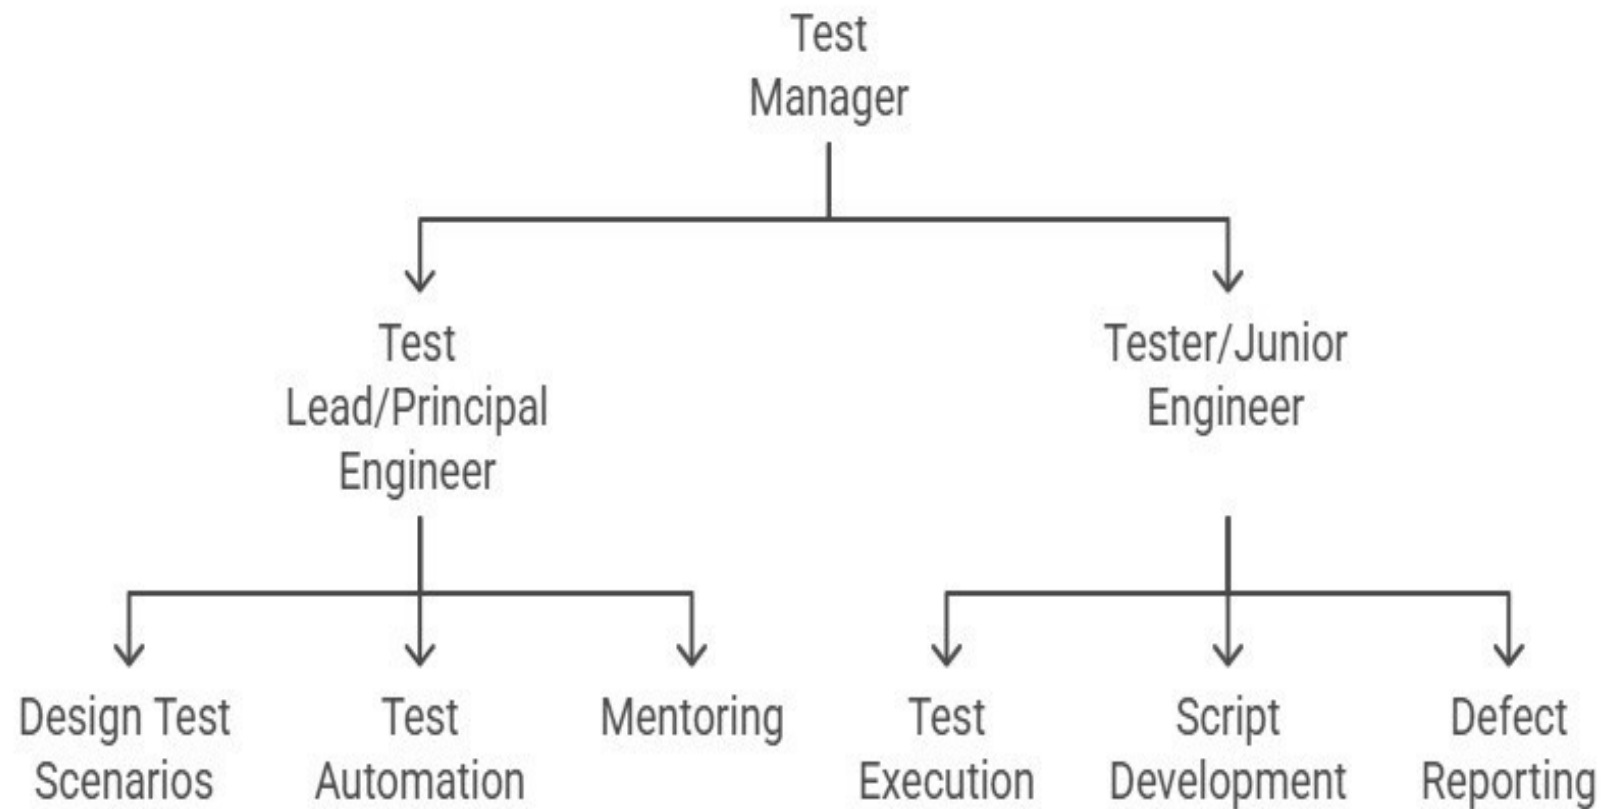 Test
Manager
Test
Lead/Principal
Engineer
Tester/Junior
Engineer
Design Test
Scenarios
Test
Automation
Mentoring
Test
Execution
Script
Development
Defect
Reporting